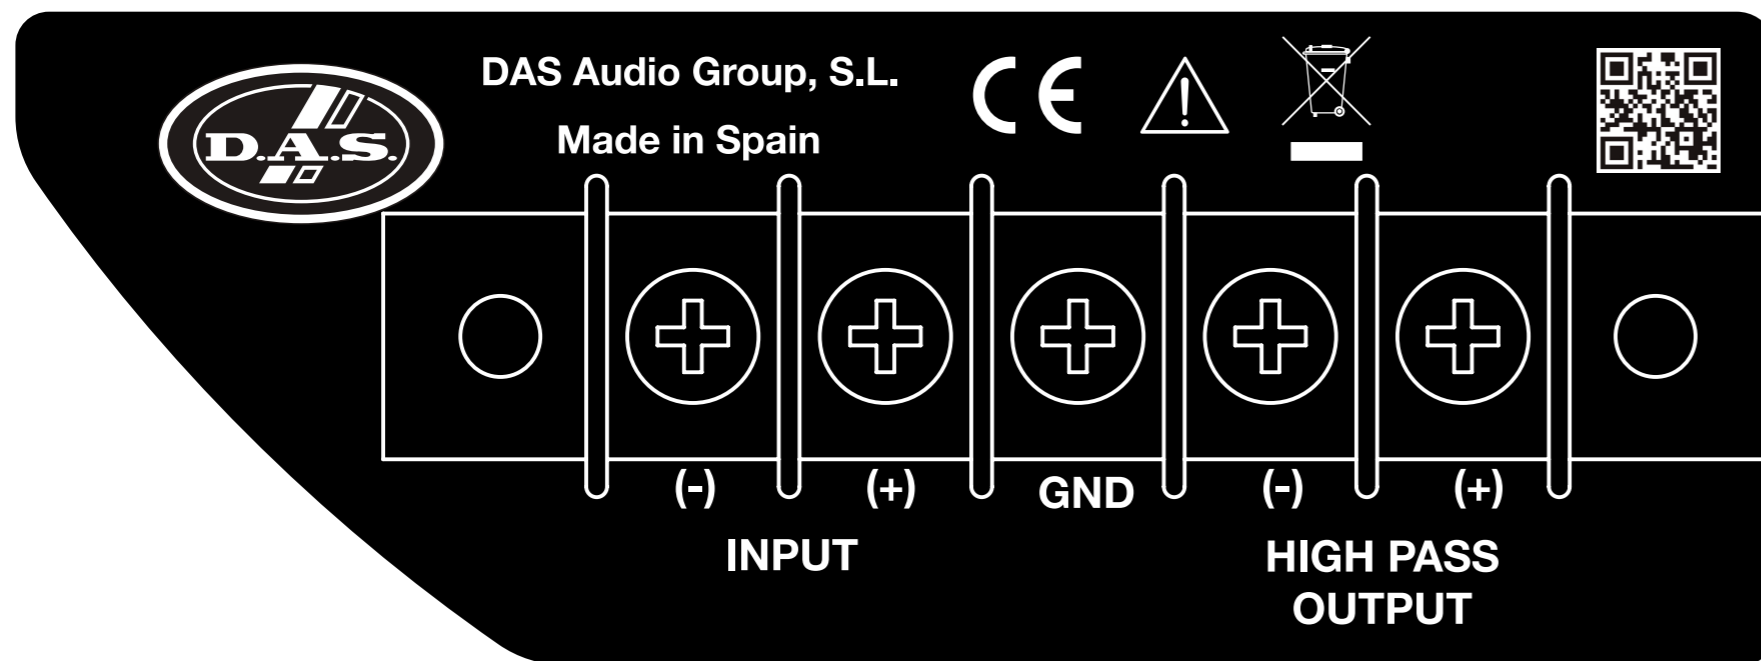 DAS Audio Group, S.L.
Made in Spain
CE
D.A.S.
(-) (+) GND (-) (+)
INPUT
HIGH PASS
OUTPUT